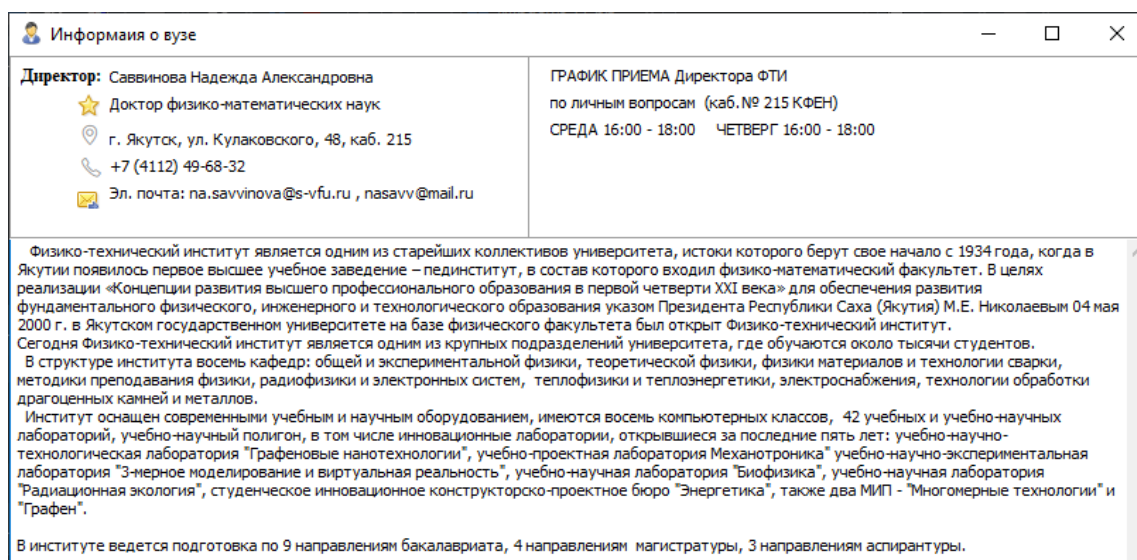 Информаия о вузе
Директор: Саввинова Надежда Александровна
Доктор физико-математических наук
г. Якутск, ул. Кулаковского, 48, каб. 215
+7 (4112) 49-68-32
Эл. почта: na.savvinova@s-vfu.ru , nasavv@mail.ru
ГРАФИК ПРИЕМА Директора ФТИ
по личным вопросам (каб.№ 215 КФЕН)
СРЕДА 16:00 - 18:00 ЧЕТВЕРГ 16:00 - 18:00
Физико-технический институт является одним из старейших коллективов университета, истоки которого берут свое начало с 1934 года, когда в
Якутии появилось первое высшее учебное заведение – пединститут, в состав которого входил физико-математический факультет. В целях
реализации «Концепции развития высшего профессионального образования в первой четверти XXI века» для обеспечения развития
фундаментального физического, инженерного и технологического образования указом Президента Республики Саха (Якутия) М.Е. Николаевым 04 мая
2000 г. в Якутском государственном университете на базе физического факультета был открыт Физико-технический институт.
Сегодня Физико-технический институт является одним из крупных подразделений университета, где обучаются около тысячи студентов.
В структуре института восемь кафедр: общей и экспериментальной физики, теоретической физики, физики материалов и технологии сварки,
методики преподавания физики, радиофизики и электронных систем, теплофизики и теплоэнергетики, электроснабжения, технологии обработки
драгоценных камней и металлов.
Институт оснащен современными учебным и научным оборудованием, имеются восемь компьютерных классов, 42 учебных и учебно-научных
лабораторий, учебно-научный полигон, в том числе инновационные лаборатории, открывшиеся за последние пять лет: учебно-научно-
технологическая лаборатория "Графеновые нанотехнологии", учебно-проектная лаборатория Механотроника" учебно-научно-экспериментальная
лаборатория "3-мерное моделирование и виртуальная реальность", учебно-научная лаборатория "Биофизика", учебно-научная лаборатория
"Радиационная экология", студенческое инновационное конструкторско-проектное бюро "Энергетика", также два МИП - "Многомерные технологии" и
"Графен".
В институте ведется подготовка по 9 направлениям бакалавриата, 4 направлениям магистратуры, 3 направлениям аспирантуры.